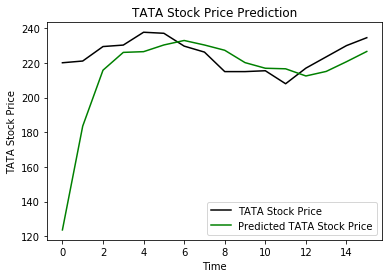 TATA Stock Price Prediction
TATA Stock Price
240
220
200
180
160
140
120
TATA Stock Price
Predicted TATA Stock Price
0 2 4 6 8 10 12 14
Time